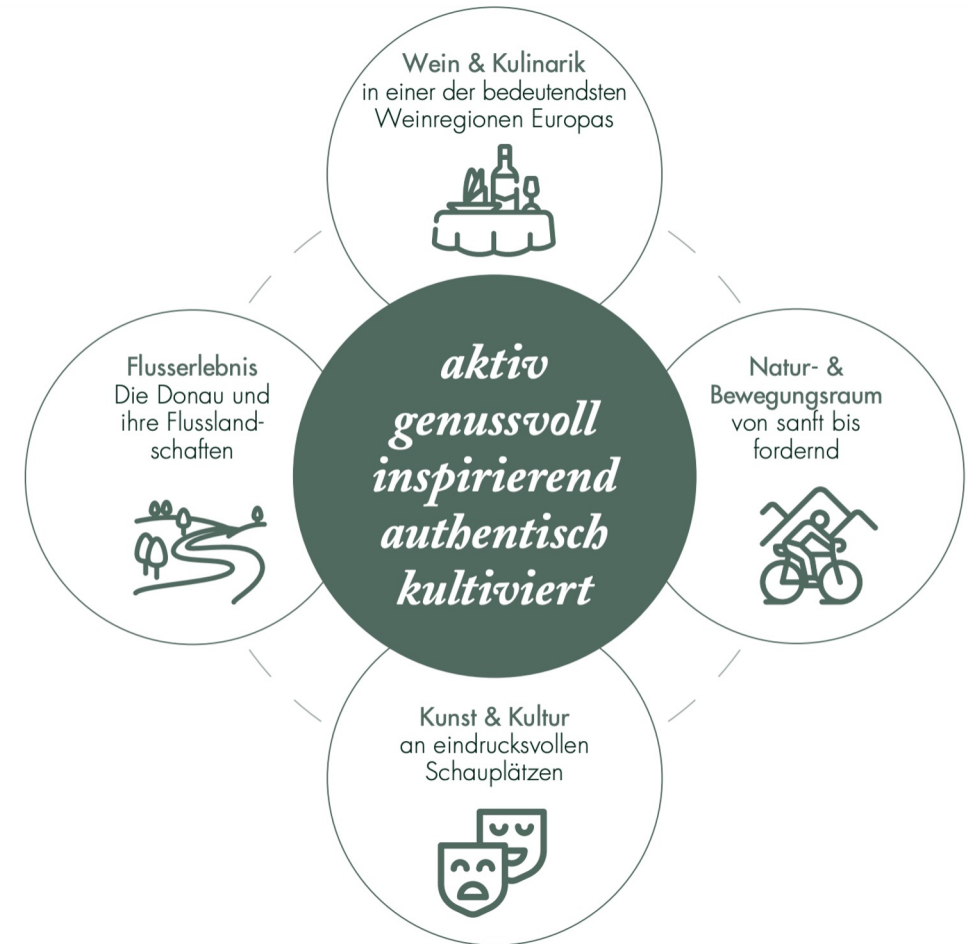 Wein & Kulinarik
in einer der bedeutendsten
Weinregionen Europas
Flusserlebnis
Die Donau und
ihre Flussland-
schaften
aktiv
genussvoll
inspirierend
authentisch
kultiviert
Natur- &
Bewegungsraum
von sanft bis
fordernd
Kunst & Kultur
an eindrucksvollen
Schauplätzen